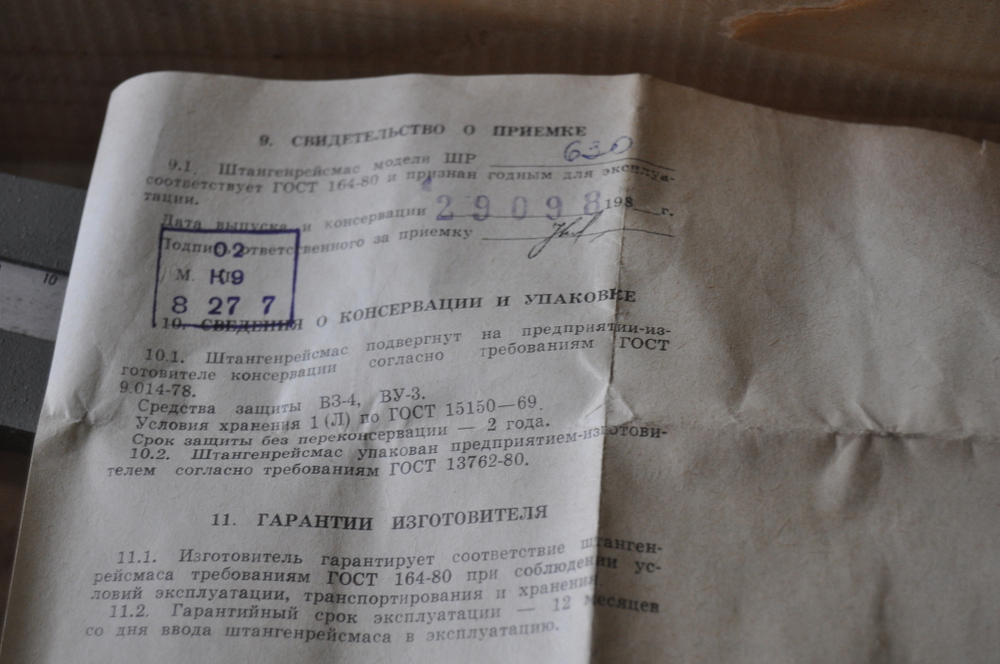 9. СВИДЕТЕЛЬСТВО О ПРИЕМКЕ
9.1. Штангенрейсмас модели ШР 630
соответствует ГОСТ 164-80 и признан годным для эксплуа-
тации.
Дата выпуска и консервации 29098 198 г.
Подпись ответственного за приемку
М.
02
К9
8 27 7
10. СВЕДЕНИЯ О КОНСЕРВАЦИИ И УПАКОВКЕ
10.1. Штангенрейсмас подвергнут на предприятии-из-
готовителе консервации согласно требованиям ГОСТ
9.014-78.
Средства защиты ВЗ-4, ВУ-3.
Условия хранения 1 (Л) по ГОСТ 15150—69.
Срок защиты без переконсервации — 2 года.
10.2. Штангенрейсмас упакован предприятием-изготови-
телем согласно требованиям ГОСТ 13762-80.
11. ГАРАНТИИ ИЗГОТОВИТЕЛЯ
11.1. Изготовитель гарантирует соответствие штанген-
рейсмаса требованиям ГОСТ 164-80 при соблюдении ус-
ловий эксплуатации, транспортирования и хранения.
11.2. Гарантийный срок эксплуатации — 12 месяцев
со дня ввода штангенрейсмаса в эксплуатацию.
10